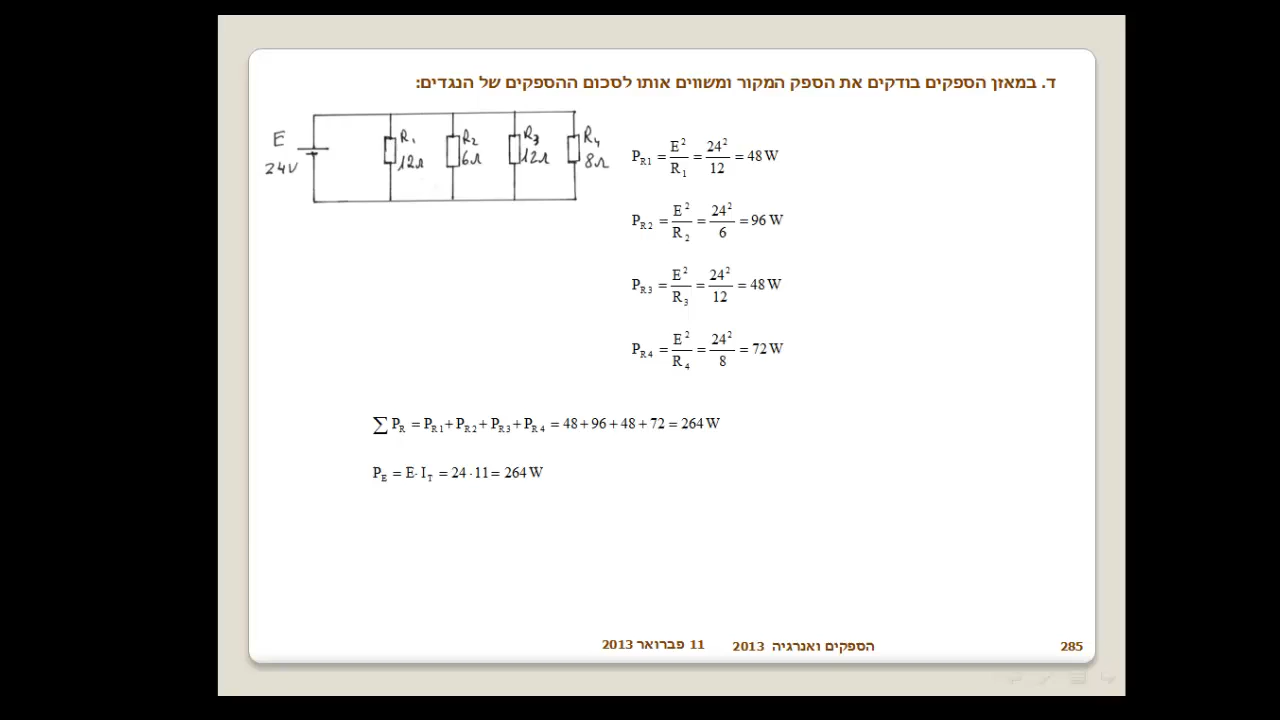 ד. במאזן הספקים בודקים את הספק המקור ומשווים אותו לסכום ההספקים של הנגדים:
E
24V
R1
12Ω
R2
6Ω
R3
12Ω
R4
8Ω
P_R1 = E²/R₁ = 24²/12 = 48 W
P_R2 = E²/R₂ = 24²/6 = 96 W
P_R3 = E²/R₃ = 24²/12 = 48 W
P_R4 = E²/R₄ = 24²/8 = 72 W
∑ P_R = P_R1 + P_R2 + P_R3 + P_R4 = 48 + 96 + 48 + 72 = 264 W
P_E = E · I_T = 24 · 11 = 264 W
285
הספקים ואנרגיה 2013
11 פברואר 2013